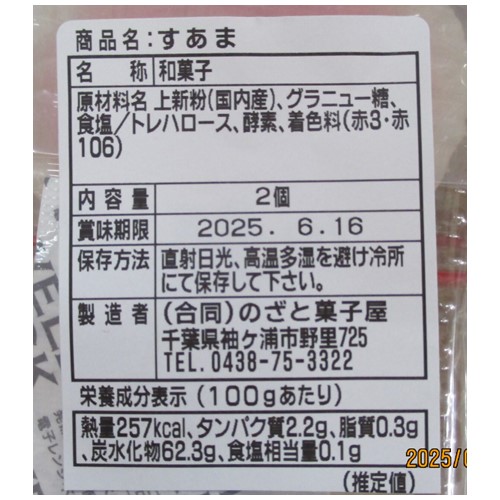 商品名:すあま
名 称 和菓子
原材料名 上新粉(国内産)、グラニュー糖、
食塩/トレハロース、酵素、着色料(赤3・赤
106)
内容量 2個
賞味期限 2025. 6.16
保存方法 直射日光、高温多湿を避け冷所
にて保存して下さい。
製造者 (合同)のざと菓子屋
千葉県袖ヶ浦市野里725
TEL.0438-75-3322
栄養成分表示(100gあたり)
熱量257kcal、タンパク質2.2g、脂質0.3g
、炭水化物62.3g、食塩相当量0.1g
(推定値)
2025/
電子レンジ